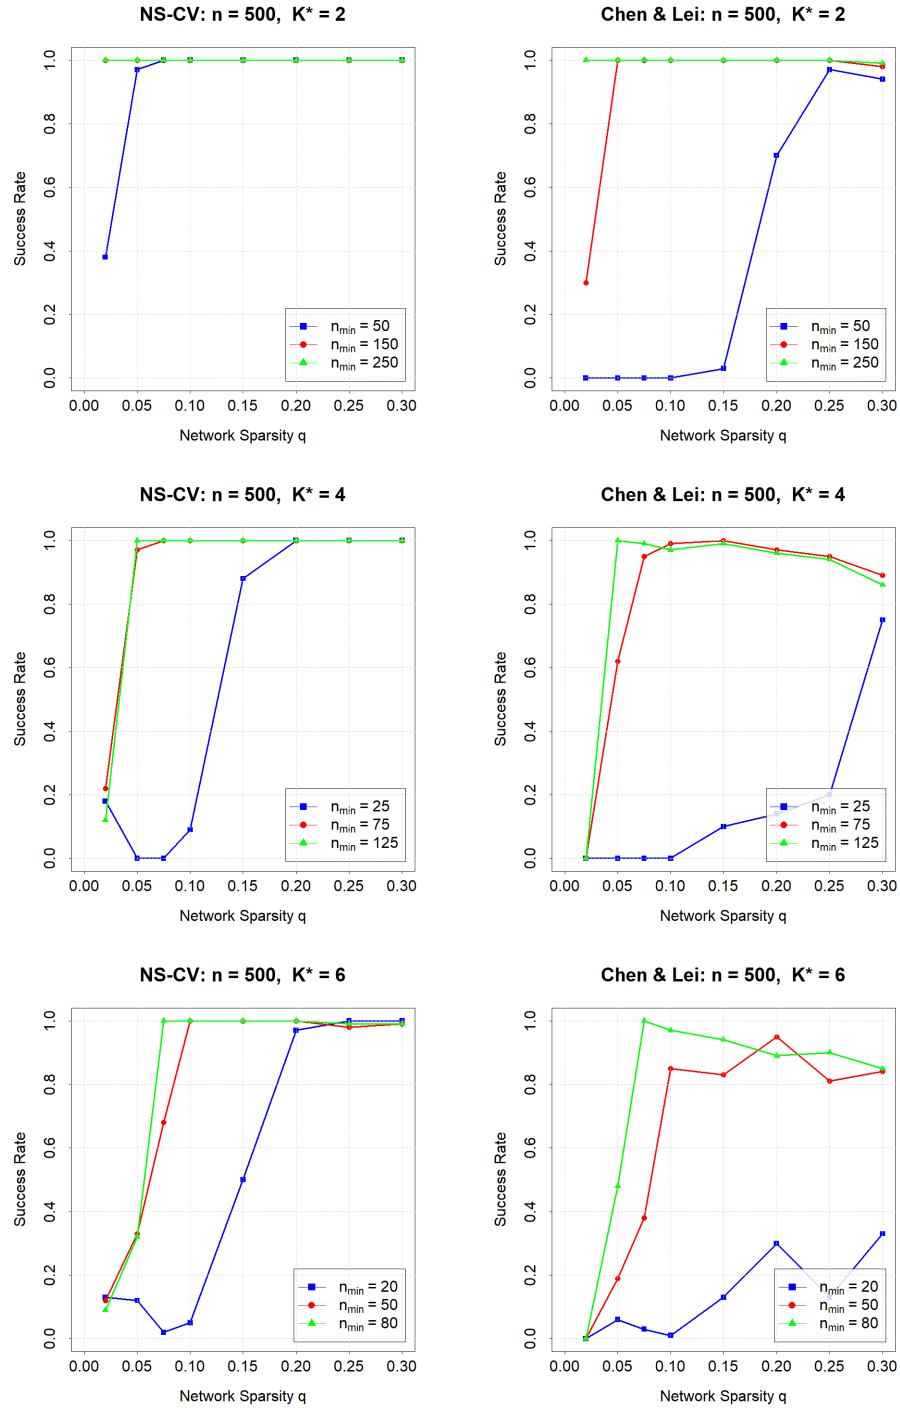 NS-CV: n = 500, K* = 2
Success Rate
1.0
0.8
0.6
0.4
0.2
0.0
n_min = 50
n_min = 150
n_min = 250
0.00 0.05 0.10 0.15 0.20 0.25 0.30
Network Sparsity q
Chen & Lei: n = 500, K* = 2
Success Rate
1.0
0.8
0.6
0.4
0.2
0.0
n_min = 50
n_min = 150
n_min = 250
0.00 0.05 0.10 0.15 0.20 0.25 0.30
Network Sparsity q
NS-CV: n = 500, K* = 4
Success Rate
1.0
0.8
0.6
0.4
0.2
0.0
n_min = 25
n_min = 75
n_min = 125
0.00 0.05 0.10 0.15 0.20 0.25 0.30
Network Sparsity q
Chen & Lei: n = 500, K* = 4
Success Rate
1.0
0.8
0.6
0.4
0.2
0.0
n_min = 25
n_min = 75
n_min = 125
0.00 0.05 0.10 0.15 0.20 0.25 0.30
Network Sparsity q
NS-CV: n = 500, K* = 6
Success Rate
1.0
0.8
0.6
0.4
0.2
0.0
n_min = 20
n_min = 50
n_min = 80
0.00 0.05 0.10 0.15 0.20 0.25 0.30
Network Sparsity q
Chen & Lei: n = 500, K* = 6
Success Rate
1.0
0.8
0.6
0.4
0.2
0.0
n_min = 20
n_min = 50
n_min = 80
0.00 0.05 0.10 0.15 0.20 0.25 0.30
Network Sparsity q